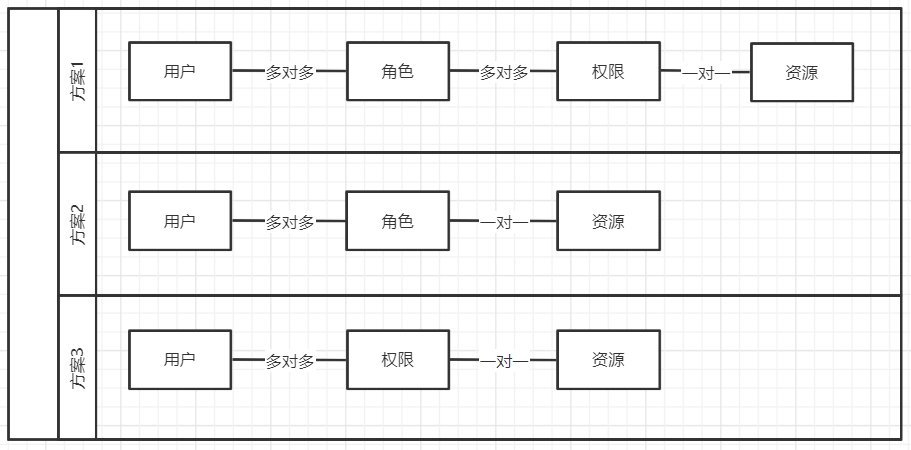 方案1
用户 多对多 角色 多对多 权限 一对一 资源
方案2
用户 多对多 角色 一对一 资源
方案3
用户 多对多 权限 一对一 资源